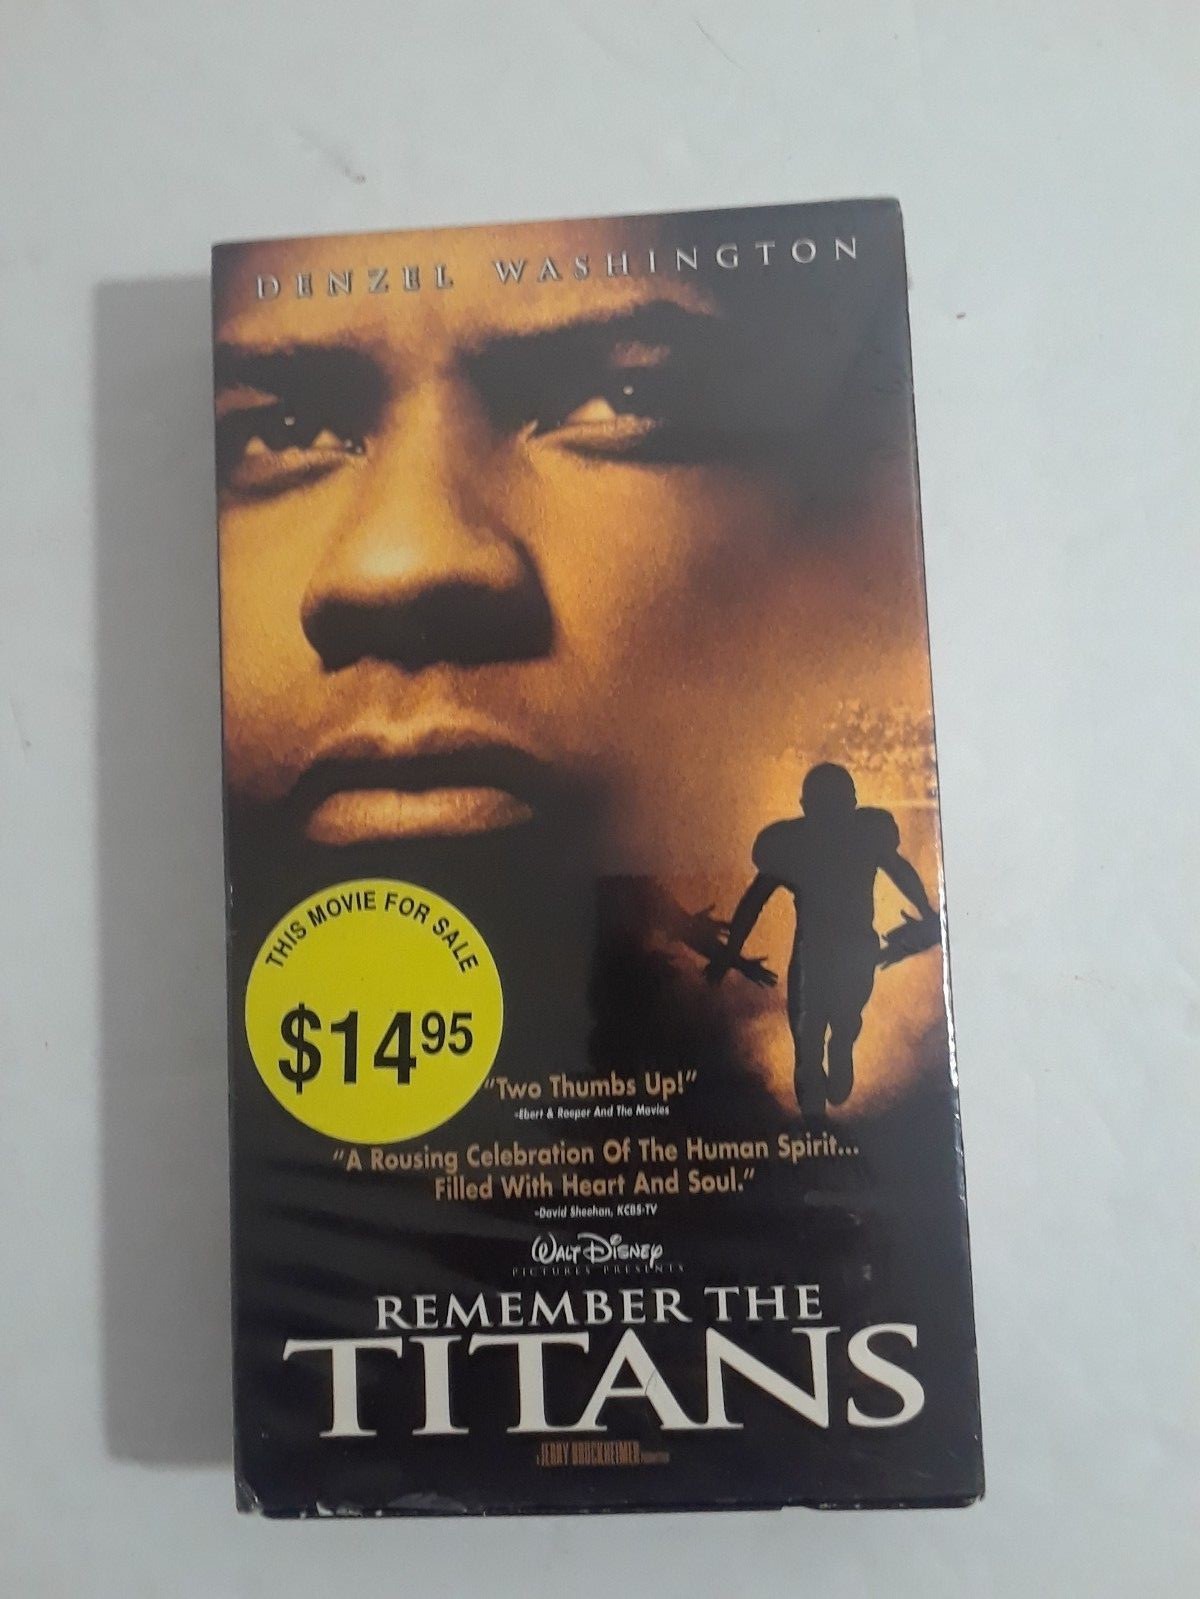 DENZEL WASHINGTON
THIS MOVIE FOR SALE
$14.95
"Two Thumbs Up!"
-Ebert & Roeper And The Movies
"A Rousing Celebration Of The Human Spirit...
Filled With Heart And Soul."
-David Sheehan, KCBS-TV
WALT DISNEY
PICTURES PRESENTS
REMEMBER THE
TITANS
A JERRY BRUCKHEIMER PRODUCTION